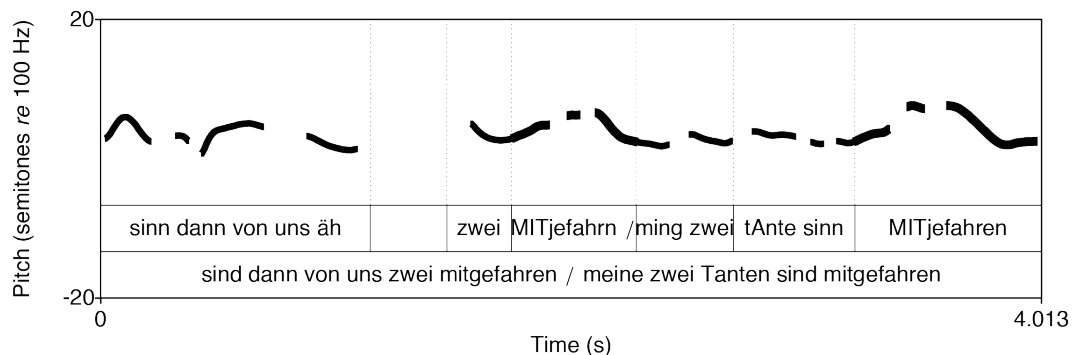 20
Pitch (semitones re 100 Hz)
sinn dann von uns äh zwei MITjefahrn / ming zwei tAnte sinn MITjefahren
sind dann von uns zwei mitgefahren / meine zwei Tanten sind mitgefahren
-20
0 4.013
Time (s)